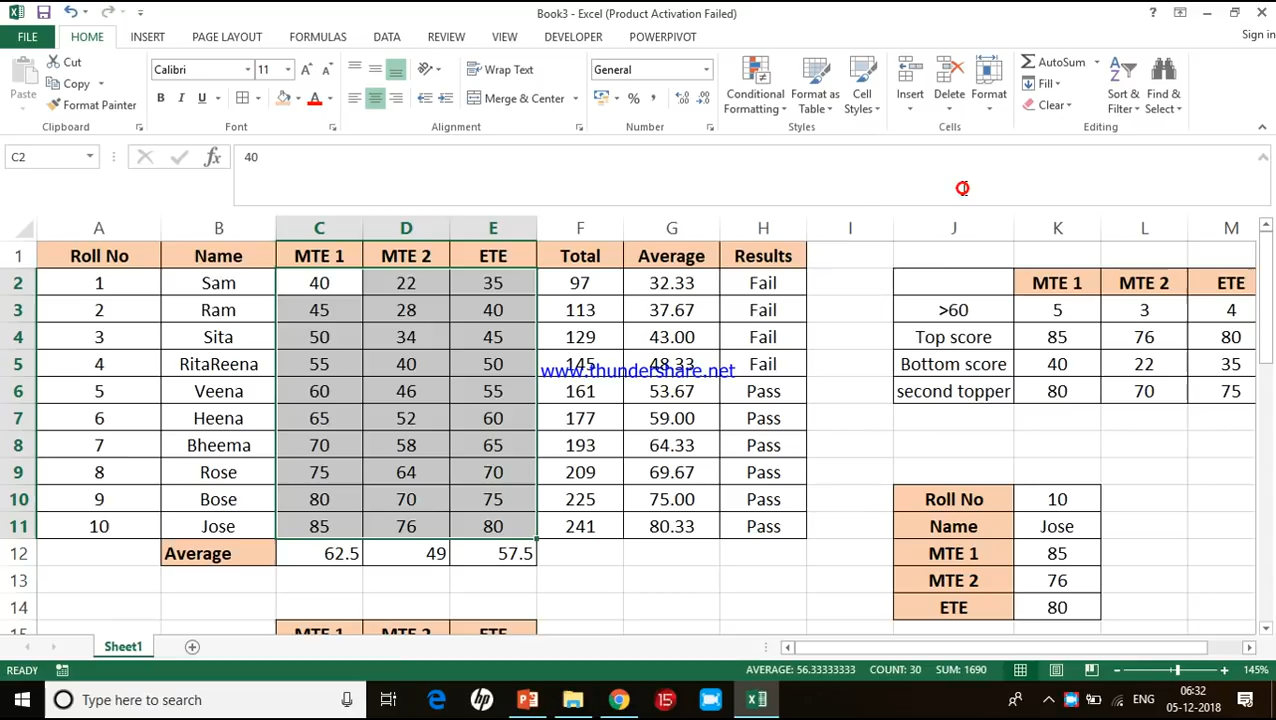 Book3 - Excel (Product Activation Failed)
?
FILE HOME INSERT PAGE LAYOUT FORMULAS DATA REVIEW VIEW DEVELOPER POWERPIVOT Sign in
Paste
Cut
Copy
Format Painter
Clipboard
Calibri 11
B I U
Font
Wrap Text
Merge & Center
Alignment
General
%
Number
Conditional Formatting
Format as Table
Cell Styles
Styles
Insert
Delete
Format
Cells
AutoSum
Fill
Clear
Sort & Filter
Find & Select
Editing
C2 fx 40
A B C D E F G H I J K L M
1 Roll No Name MTE 1 MTE 2 ETE Total Average Results
2 1 Sam 40 22 35 97 32.33 Fail MTE 1 MTE 2 ETE
3 2 Ram 45 28 40 113 37.67 Fail >60 5 3 4
4 3 Sita 50 34 45 129 43.00 Fail Top score 85 76 80
5 4 RitaReena 55 40 50 145 48.33 Fail Bottom score 40 22 35
www.thundershare.net
6 5 Veena 60 46 55 161 53.67 Pass second topper 80 70 75
7 6 Heena 65 52 60 177 59.00 Pass
8 7 Bheema 70 58 65 193 64.33 Pass
9 8 Rose 75 64 70 209 69.67 Pass
10 9 Bose 80 70 75 225 75.00 Pass Roll No 10
11 10 Jose 85 76 80 241 80.33 Pass Name Jose
12 Average 62.5 49 57.5 MTE 1 85
13 MTE 2 80
14 ETE 80
15 MTE 1 MTE 2 ETE
Sheet1
READY AVERAGE: 56.33333333 COUNT: 30 SUM: 1690 145%
Type here to search hp 15 ENG 06:32
05-12-2018